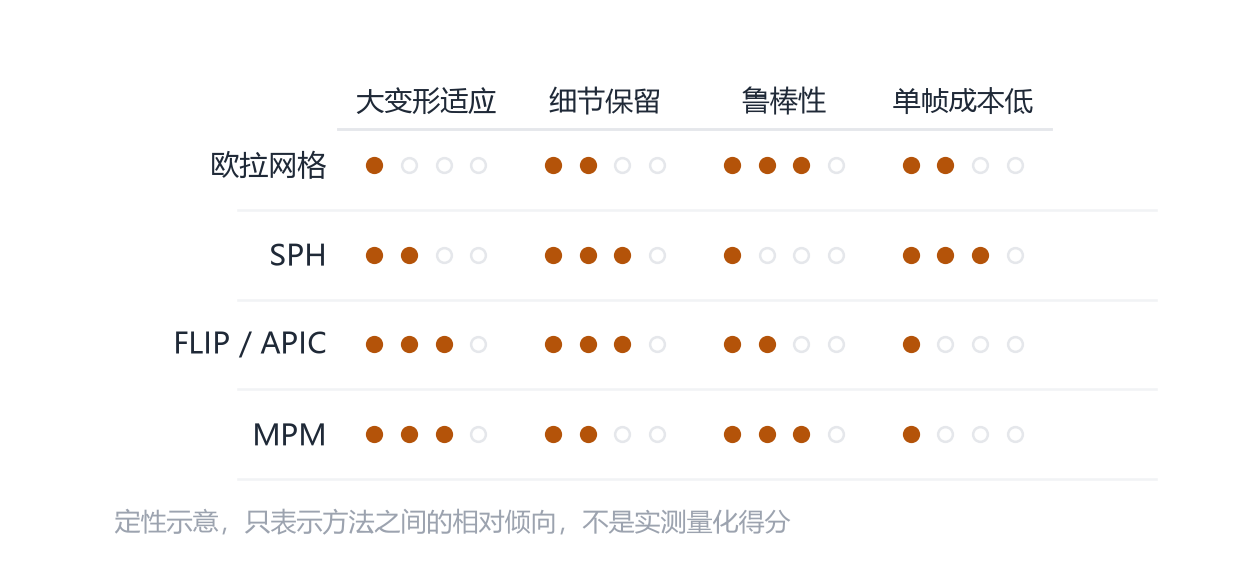 大变形适应 细节保留 鲁棒性 单帧成本低
欧拉网格
SPH
FLIP / APIC
MPM
定性示意，只表示方法之间的相对倾向，不是实测量化得分